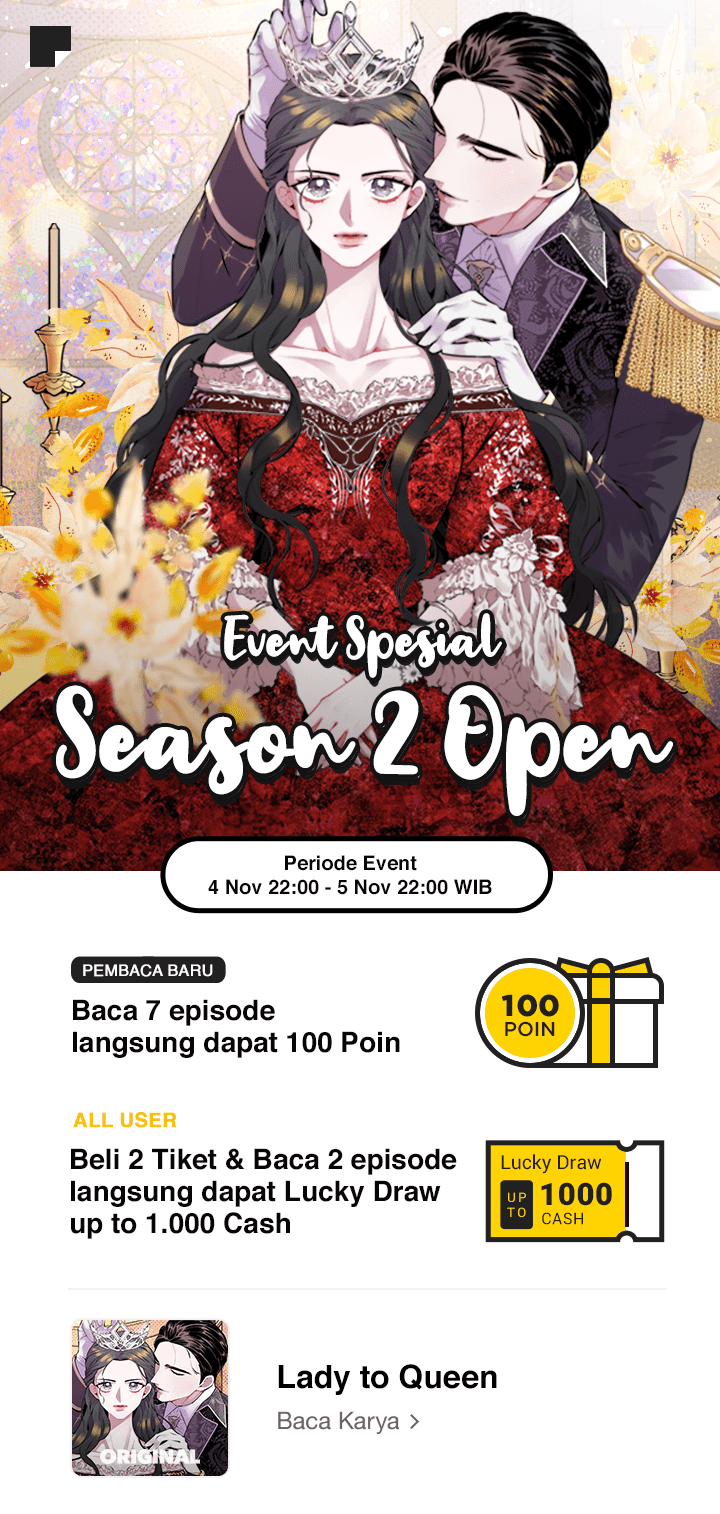 Event Spesial
Season 2 Open
Periode Event
4 Nov 22:00 - 5 Nov 22:00 WIB
PEMBACA BARU
Baca 7 episode
langsung dapat 100 Poin
100
POIN
ALL USER
Beli 2 Tiket & Baca 2 episode
langsung dapat Lucky Draw
up to 1.000 Cash
Lucky Draw
UP
TO
1000
CASH
ORIGINAL
Lady to Queen
Baca Karya >